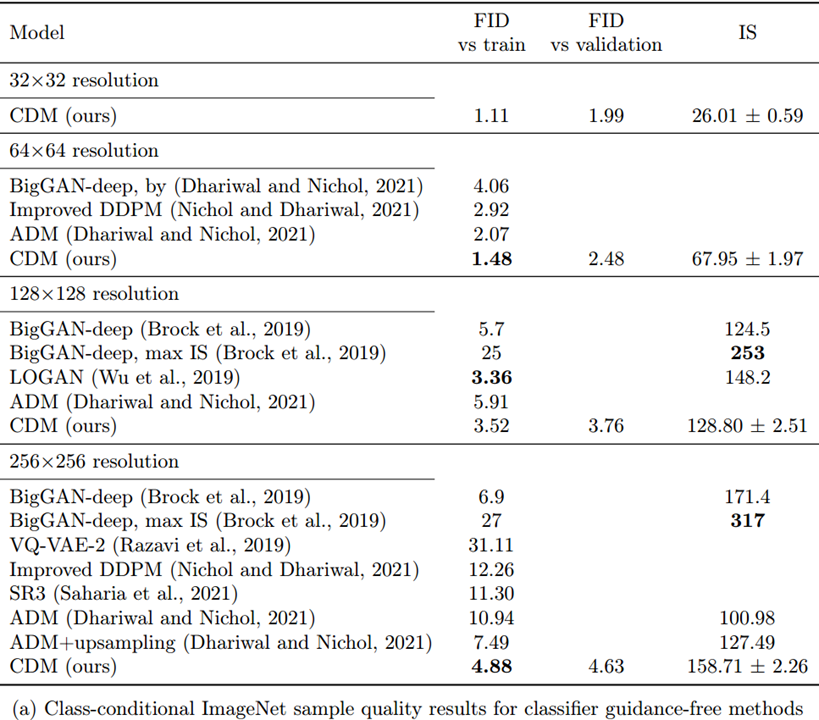 Model FID vs train FID vs validation IS
32×32 resolution
CDM (ours) 1.11 1.99 26.01 ± 0.59
64×64 resolution
BigGAN-deep, by (Dhariwal and Nichol, 2021) 4.06
Improved DDPM (Nichol and Dhariwal, 2021) 2.92
ADM (Dhariwal and Nichol, 2021) 2.07
CDM (ours) 1.48 2.48 67.95 ± 1.97
128×128 resolution
BigGAN-deep (Brock et al., 2019) 5.7 124.5
BigGAN-deep, max IS (Brock et al., 2019) 25 253
LOGAN (Wu et al., 2019) 3.36 148.2
ADM (Dhariwal and Nichol, 2021) 5.91
CDM (ours) 3.52 3.76 128.80 ± 2.51
256×256 resolution
BigGAN-deep (Brock et al., 2019) 6.9 171.4
BigGAN-deep, max IS (Brock et al., 2019) 27 317
VQ-VAE-2 (Razavi et al., 2019) 31.11
Improved DDPM (Nichol and Dhariwal, 2021) 12.26
SR3 (Saharia et al., 2021) 11.30
ADM (Dhariwal and Nichol, 2021) 10.94 100.98
ADM+upsampling (Dhariwal and Nichol, 2021) 7.49 127.49
CDM (ours) 4.88 4.63 158.71 ± 2.26
(a) Class-conditional ImageNet sample quality results for classifier guidance-free methods